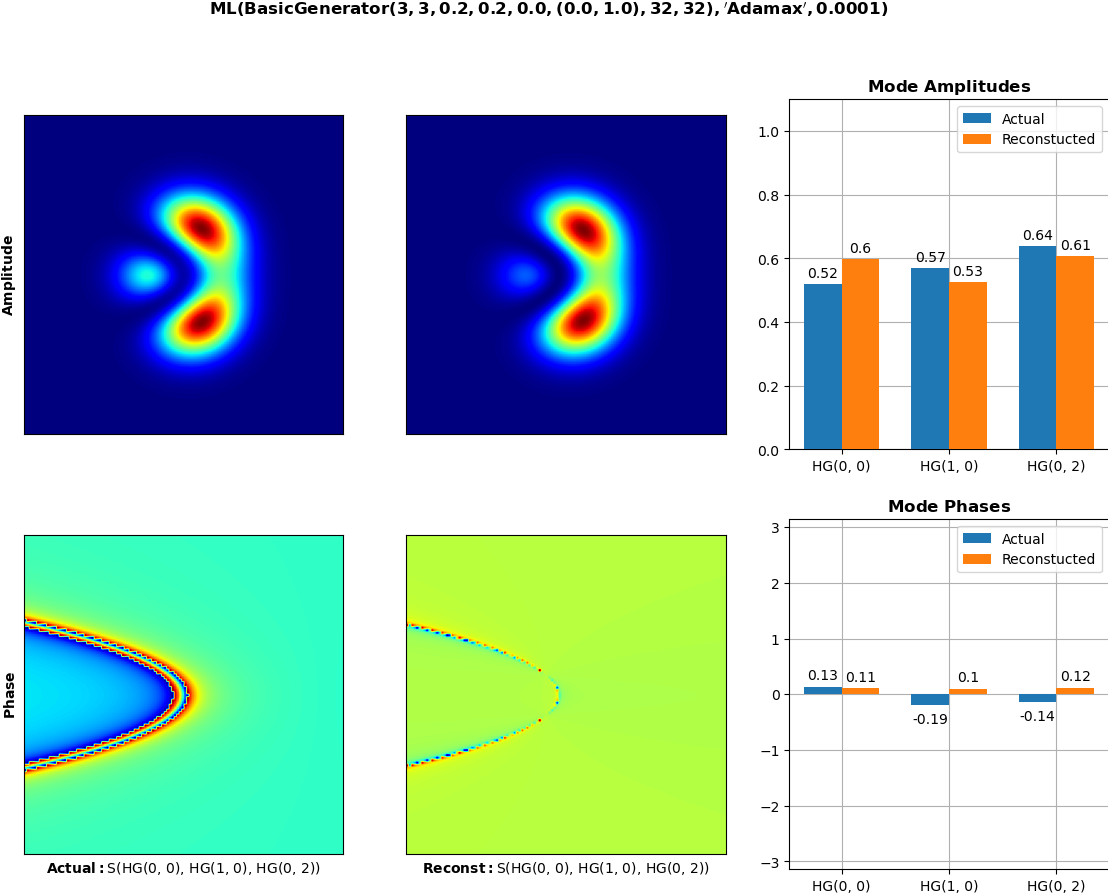 ML(BasicGenerator(3, 3, 0.2, 0.2, 0.0, (0.0, 1.0), 32, 32), ′Adamax′, 0.0001)
Amplitude
Mode Amplitudes
Actual
Reconstucted
1.0
0.8
0.6
0.4
0.2
0.0
0.52
0.6
0.57
0.53
0.64
0.61
HG(0, 0)
HG(1, 0)
HG(0, 2)
Phase
Actual: S(HG(0, 0), HG(1, 0), HG(0, 2))
Reconst: S(HG(0, 0), HG(1, 0), HG(0, 2))
Mode Phases
Actual
Reconstucted
3
2
1
0
−1
−2
−3
0.13
0.11
-0.19
0.1
-0.14
0.12
HG(0, 0)
HG(1, 0)
HG(0, 2)